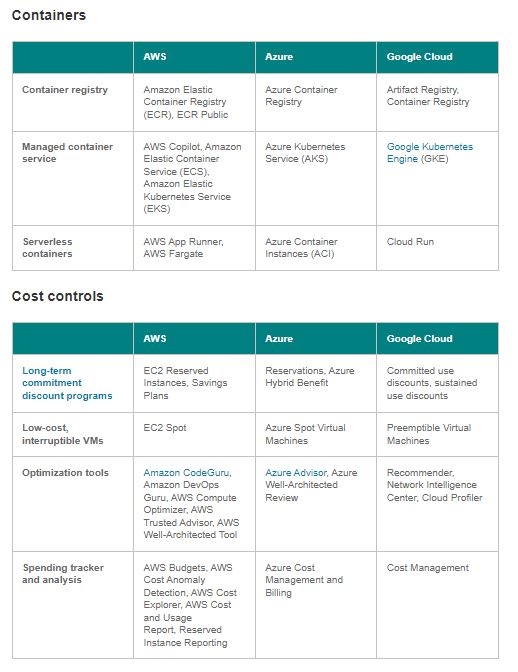 Containers
AWS Azure Google Cloud
Container registry
Amazon Elastic
Container Registry
(ECR), ECR Public
Azure Container
Registry
Artifact Registry,
Container Registry
Managed container
service
AWS Copilot, Amazon
Elastic Container
Service (ECS),
Amazon Elastic
Kubernetes Service
(EKS)
Azure Kubernetes
Service (AKS)
Google Kubernetes
Engine (GKE)
Serverless
containers
AWS App Runner,
AWS Fargate
Azure Container
Instances (ACI)
Cloud Run
Cost controls
AWS Azure Google Cloud
Long-term
commitment
discount programs
EC2 Reserved
Instances, Savings
Plans
Reservations, Azure
Hybrid Benefit
Committed use
discounts, sustained
use discounts
Low-cost,
interruptible VMs
EC2 Spot
Azure Spot Virtual
Machines
Preemptible Virtual
Machines
Optimization tools
Amazon CodeGuru,
Amazon DevOps
Guru, AWS Compute
Optimizer, AWS
Trusted Advisor, AWS
Well-Architected Tool
Azure Advisor, Azure
Well-Architected
Review
Recommender,
Network Intelligence
Center, Cloud Profiler
Spending tracker
and analysis
AWS Budgets, AWS
Cost Anomaly
Detection, AWS Cost
Explorer, AWS Cost
and Usage
Report, Reserved
Instance Reporting
Azure Cost
Management and
Billing
Cost Management